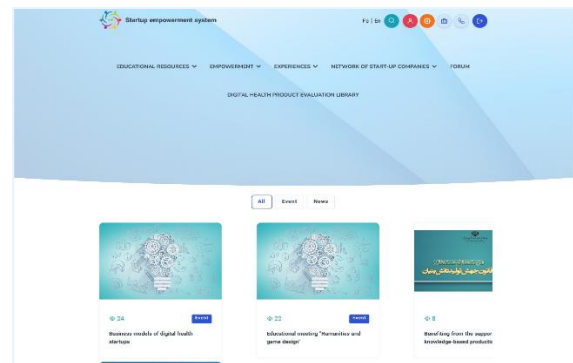 Startup empowerment system
Fa | En
EDUCATIONAL RESOURCES
EMPOWERMENT
EXPERIENCES
NETWORK OF START-UP COMPANIES
FORUM
DIGITAL HEALTH PRODUCT EVALUATION LIBRARY
All
Event
News
24
Event
22
Event
8
Business models of digital health
startups
Educational meeting "Humanities and
game design"
Benefiting from the suppor
knowledge-based productio